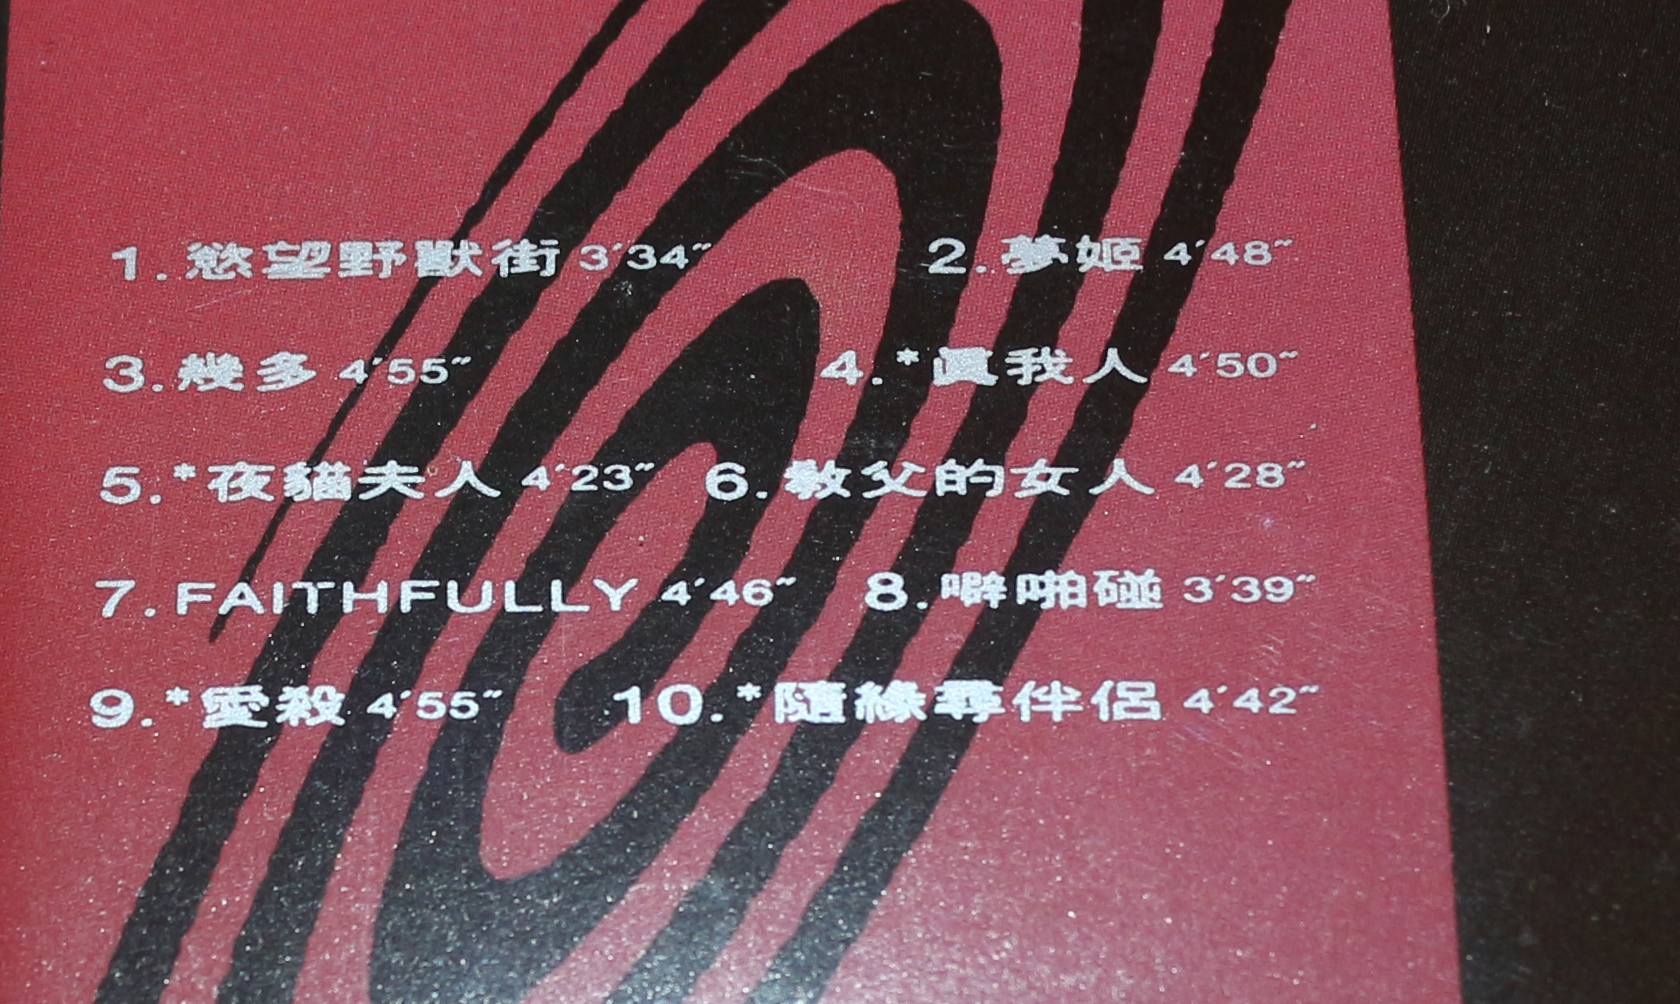 1.慾望野獸街 3′34″ 2.夢姬 4′48″
3.幾多 4′55″ 4.*真我人 4′50″
5.*夜貓夫人 4′23″ 6.教父的女人 4′28″
7.FAITHFULLY 4′46″ 8.噼啪碰 3′39″
9.*愛殺 4′55″ 10.*隨緣尋伴侶 4′42″